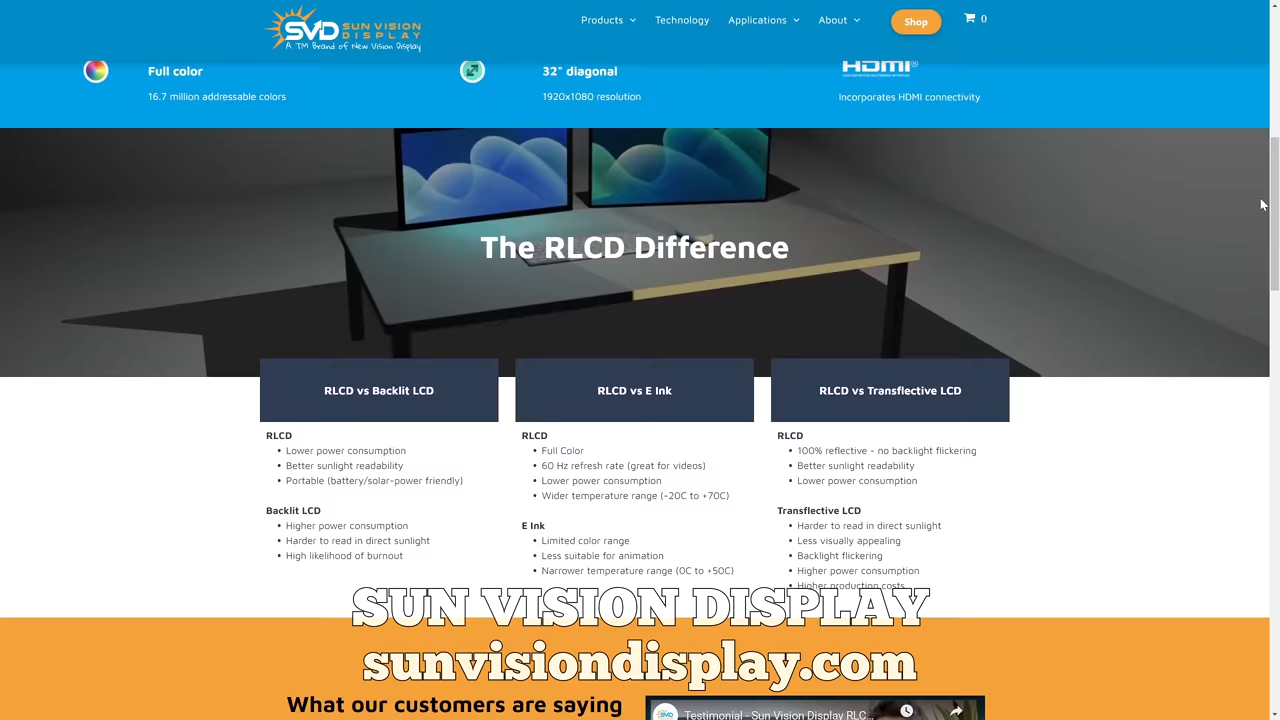 SVD SUN VISION DISPLAY
A TM Brand of New Vision Display
Products
Technology
Applications
About
Shop
0
Full color
16.7 million addressable colors
32" diagonal
1920x1080 resolution
HDMI®
Incorporates HDMI connectivity
The RLCD Difference
RLCD vs Backlit LCD
RLCD
• Lower power consumption
• Better sunlight readability
• Portable (battery/solar-power friendly)
Backlit LCD
• Higher power consumption
• Harder to read in direct sunlight
• High likelihood of burnout
RLCD vs E Ink
RLCD
• Full Color
• 60 Hz refresh rate (great for videos)
• Lower power consumption
• Wider temperature range (-20C to +70C)
E Ink
• Limited color range
• Less suitable for animation
• Narrower temperature range (0C to +50C)
RLCD vs Transflective LCD
RLCD
• 100% reflective - no backlight flickering
• Better sunlight readability
• Lower power consumption
Transflective LCD
• Harder to read in direct sunlight
• Less visually appealing
• Backlight flickering
• Higher power consumption
• Higher production costs
SUN VISION DISPLAY
sunvisiondisplay.com
What our customers are saying
SVD
Testimonial - Sun Vision Display RLC...